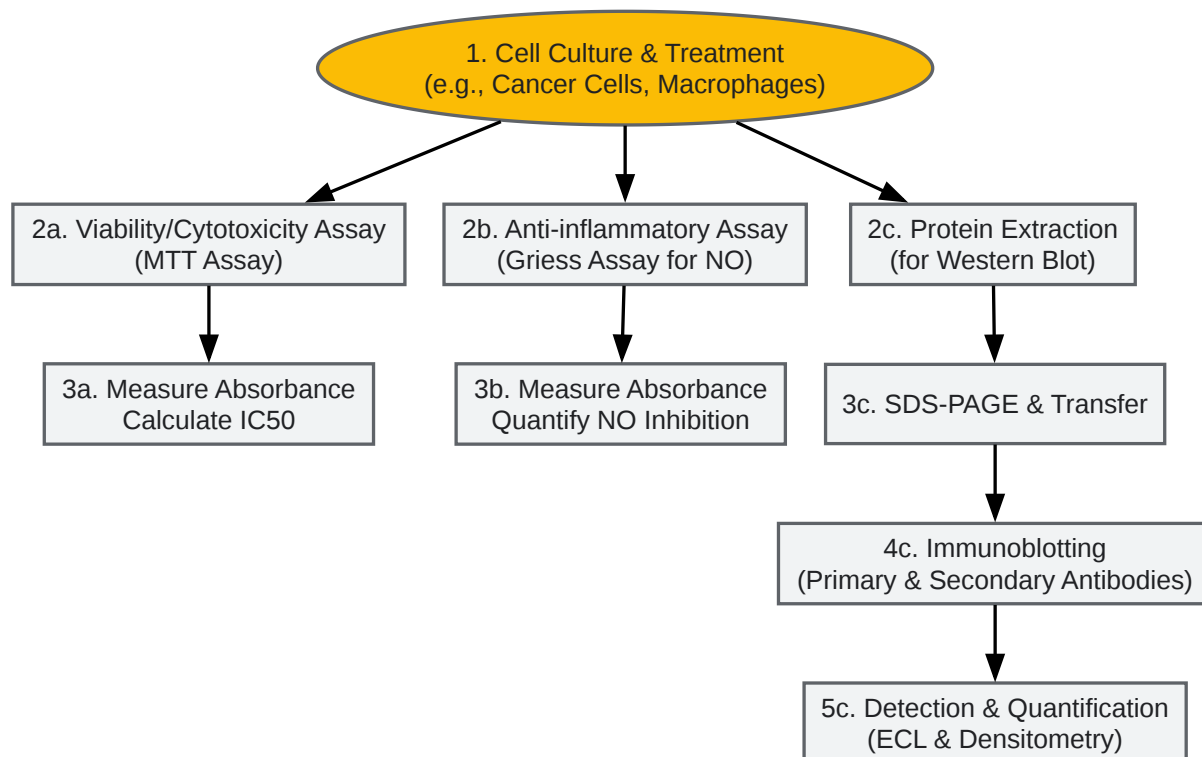 1. Cell Culture & Treatment
(e.g., Cancer Cells, Macrophages)
2a. Viability/Cytotoxicity Assay
(MTT Assay)
2b. Anti-inflammatory Assay
(Griess Assay for NO)
2c. Protein Extraction
(for Western Blot)
3a. Measure Absorbance
Calculate IC50
3b. Measure Absorbance
Quantify NO Inhibition
3c. SDS-PAGE & Transfer
4c. Immunoblotting
(Primary & Secondary Antibodies)
5c. Detection & Quantification
(ECL & Densitometry)